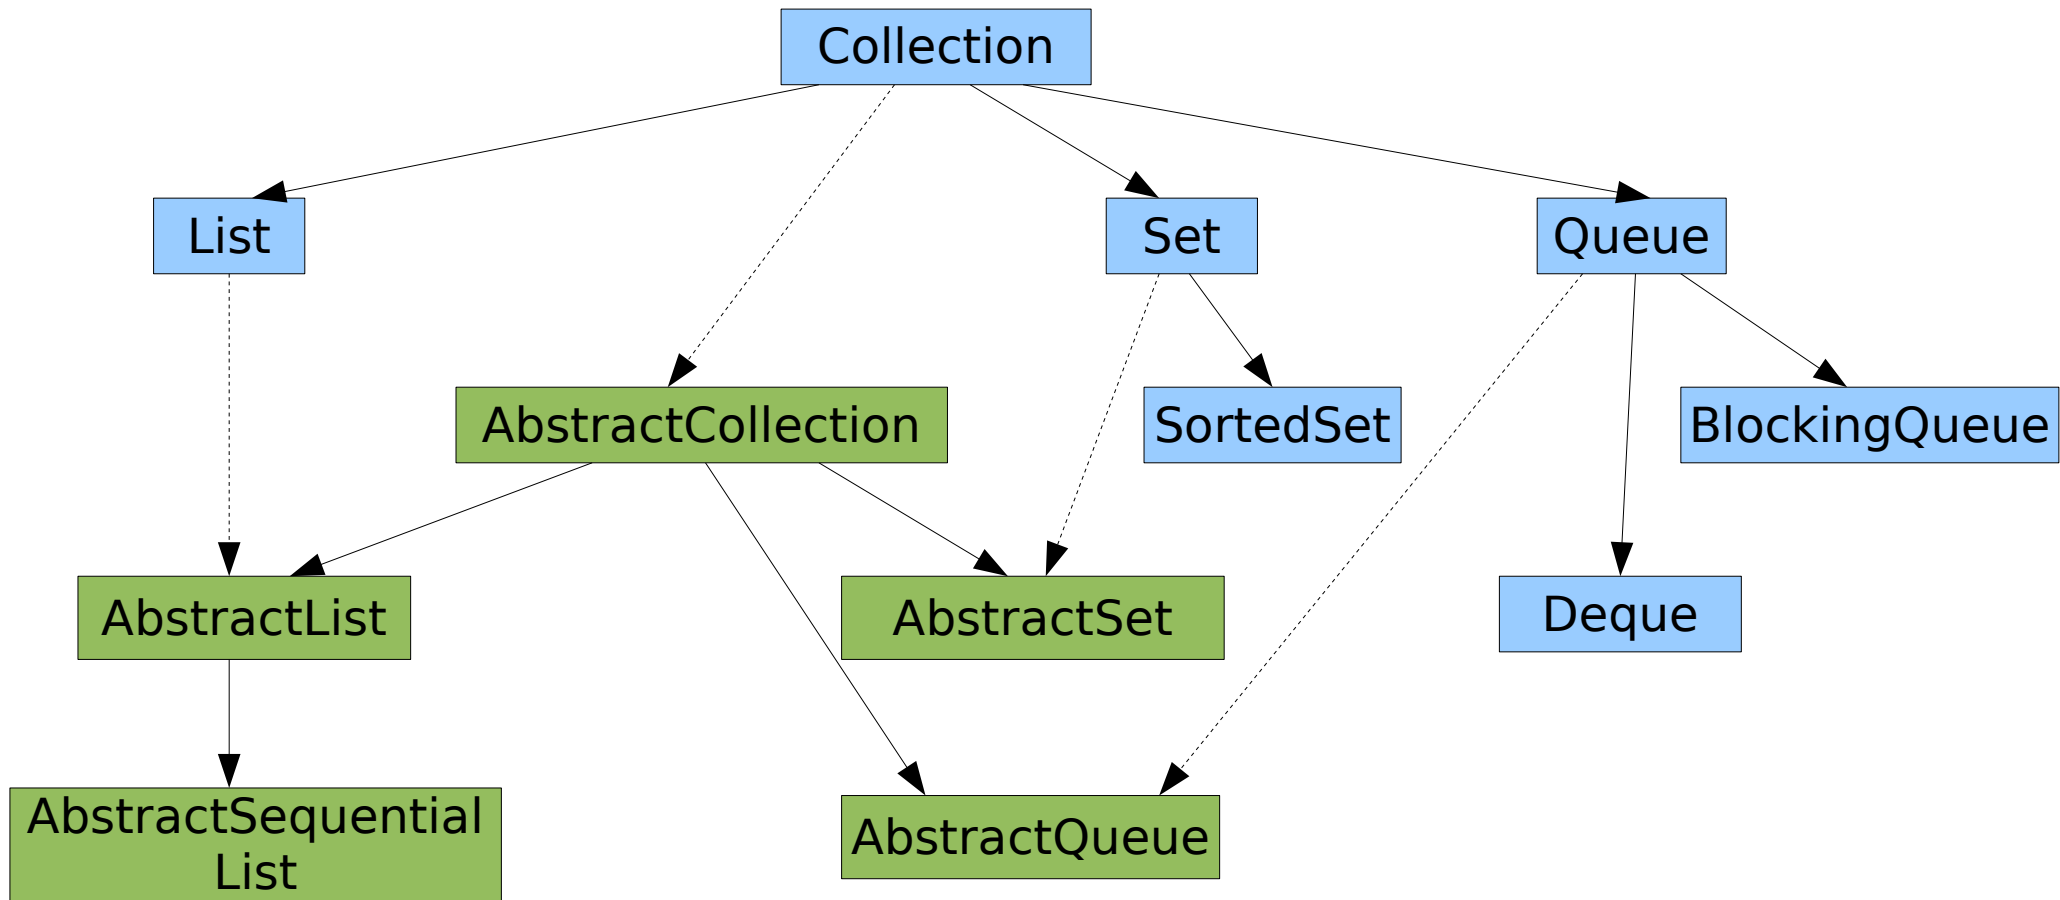 Collection
List
Set
Queue
AbstractCollection
SortedSet
BlockingQueue
AbstractList
AbstractSet
Deque
AbstractSequential
List
AbstractQueue